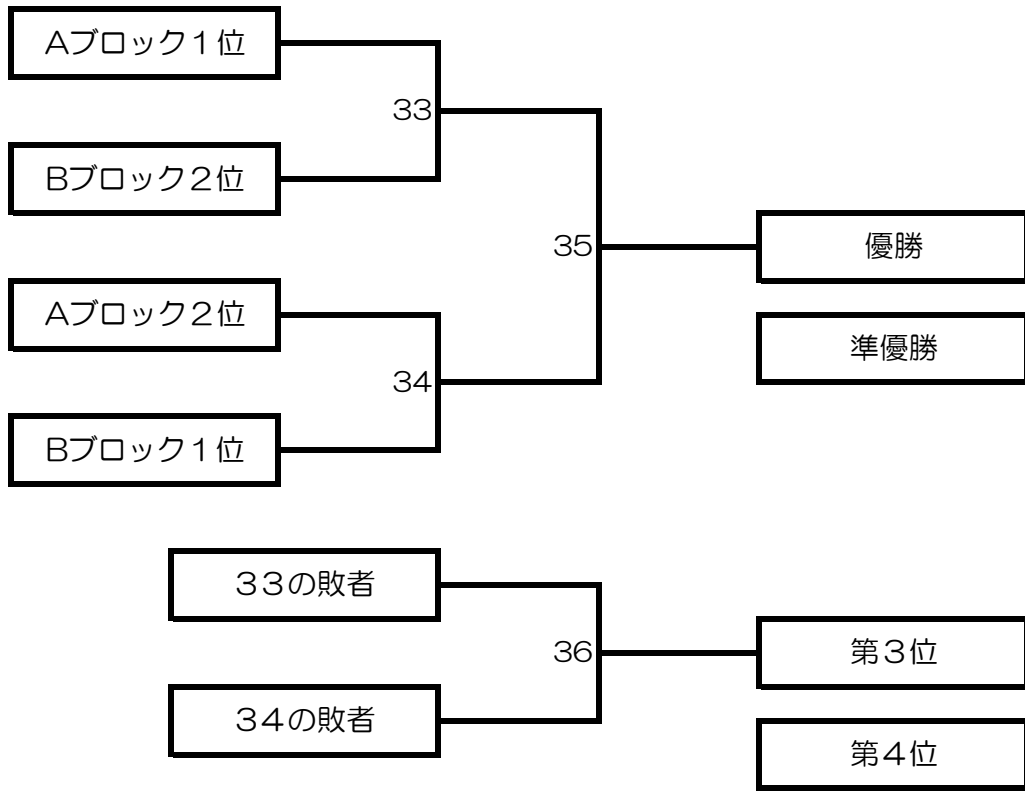 Aブロック１位
33
Bブロック２位
35
優勝
Aブロック２位
準優勝
34
Bブロック１位
３３の敗者
36
第３位
３４の敗者
第４位